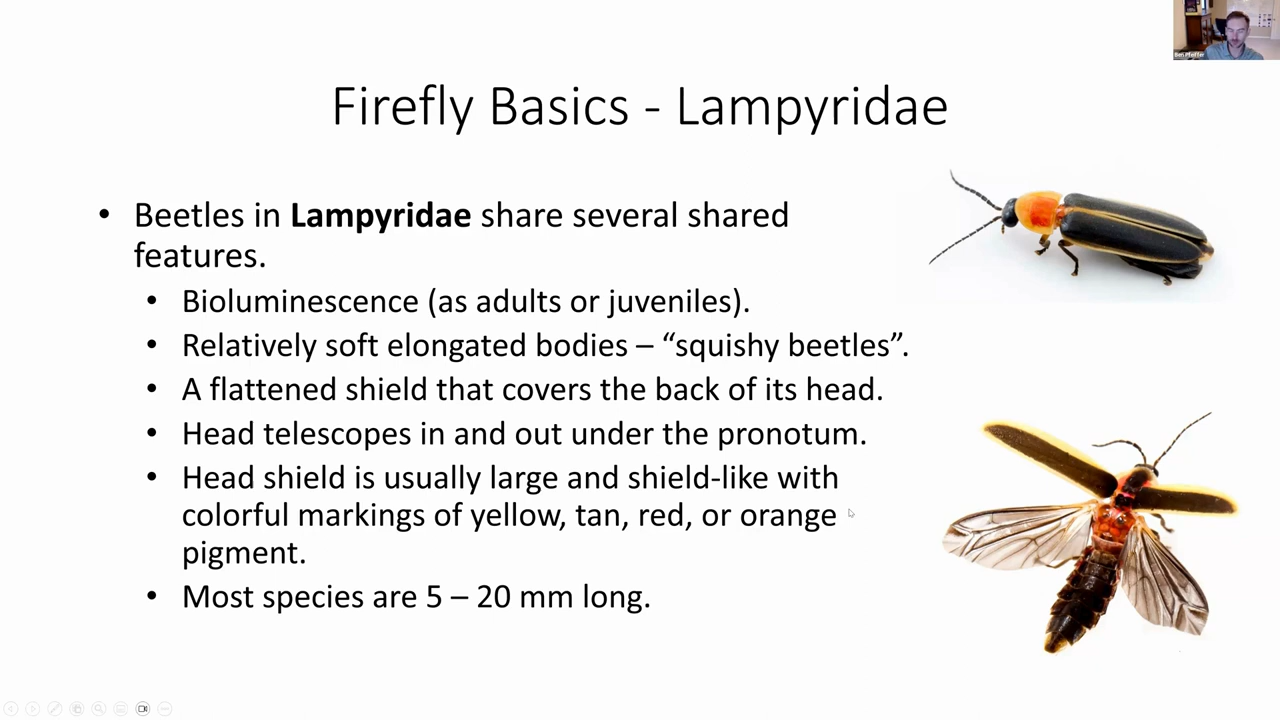 Firefly Basics - Lampyridae
• Beetles in Lampyridae share several shared
features.
• Bioluminescence (as adults or juveniles).
• Relatively soft elongated bodies – “squishy beetles”.
• A flattened shield that covers the back of its head.
• Head telescopes in and out under the pronotum.
• Head shield is usually large and shield-like with
colorful markings of yellow, tan, red, or orange
pigment.
• Most species are 5 – 20 mm long.